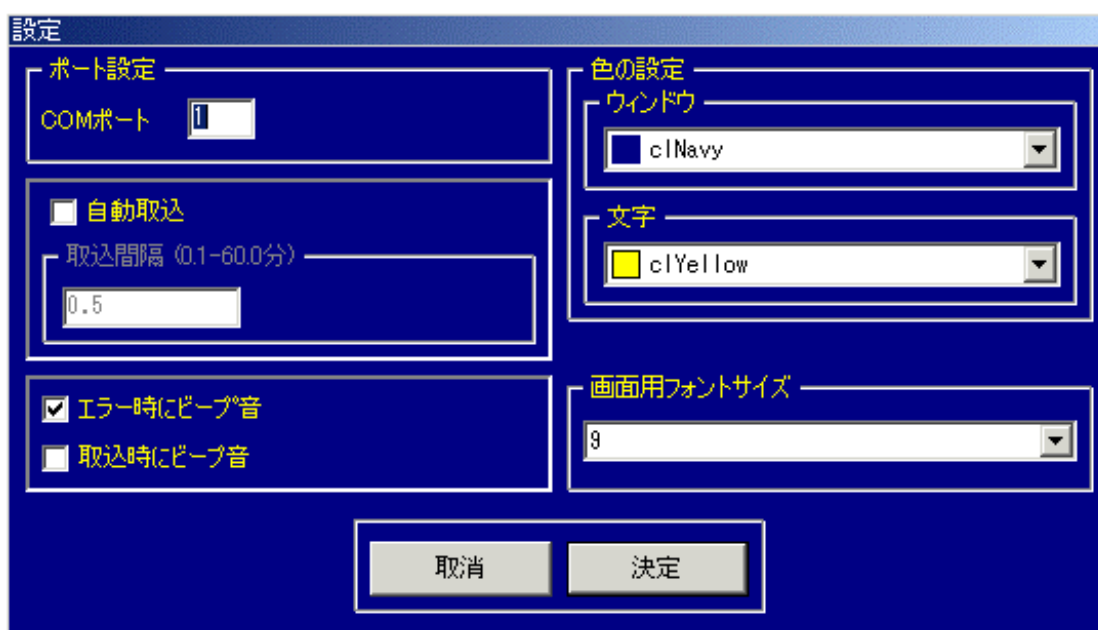 設定
ポート設定
COMポート 1
自動取込
取込間隔 (0.1-60.0分)
0.5
エラー時にビープ音
取込時にビープ音
色の設定
ウィンドウ
clNavy
文字
clYellow
画面用フォントサイズ
9
取消
決定